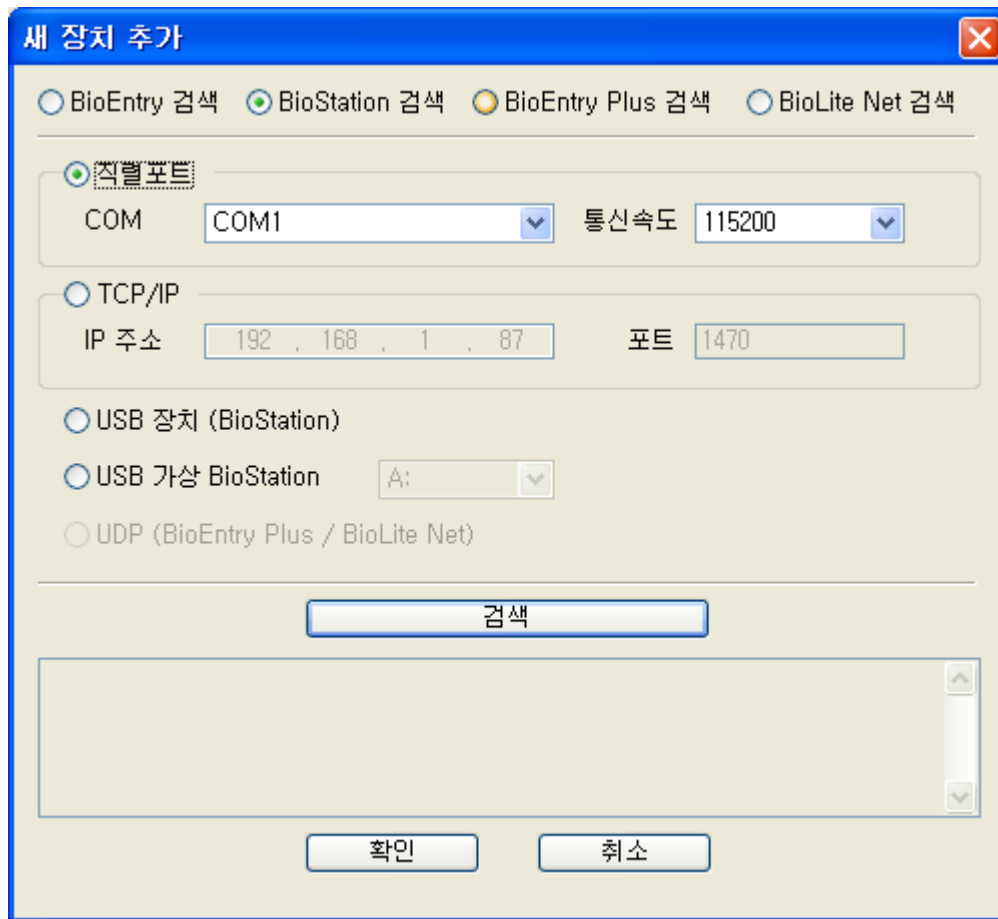 새 장치 추가
BioEntry 검색 BioStation 검색 BioEntry Plus 검색 BioLite Net 검색
직렬포트
COM COM1 통신속도 115200
TCP/IP
IP 주소 192 . 168 . 1 . 87 포트 1470
USB 장치 (BioStation)
USB 가상 BioStation A:
UDP (BioEntry Plus / BioLite Net)
검색
확인 취소